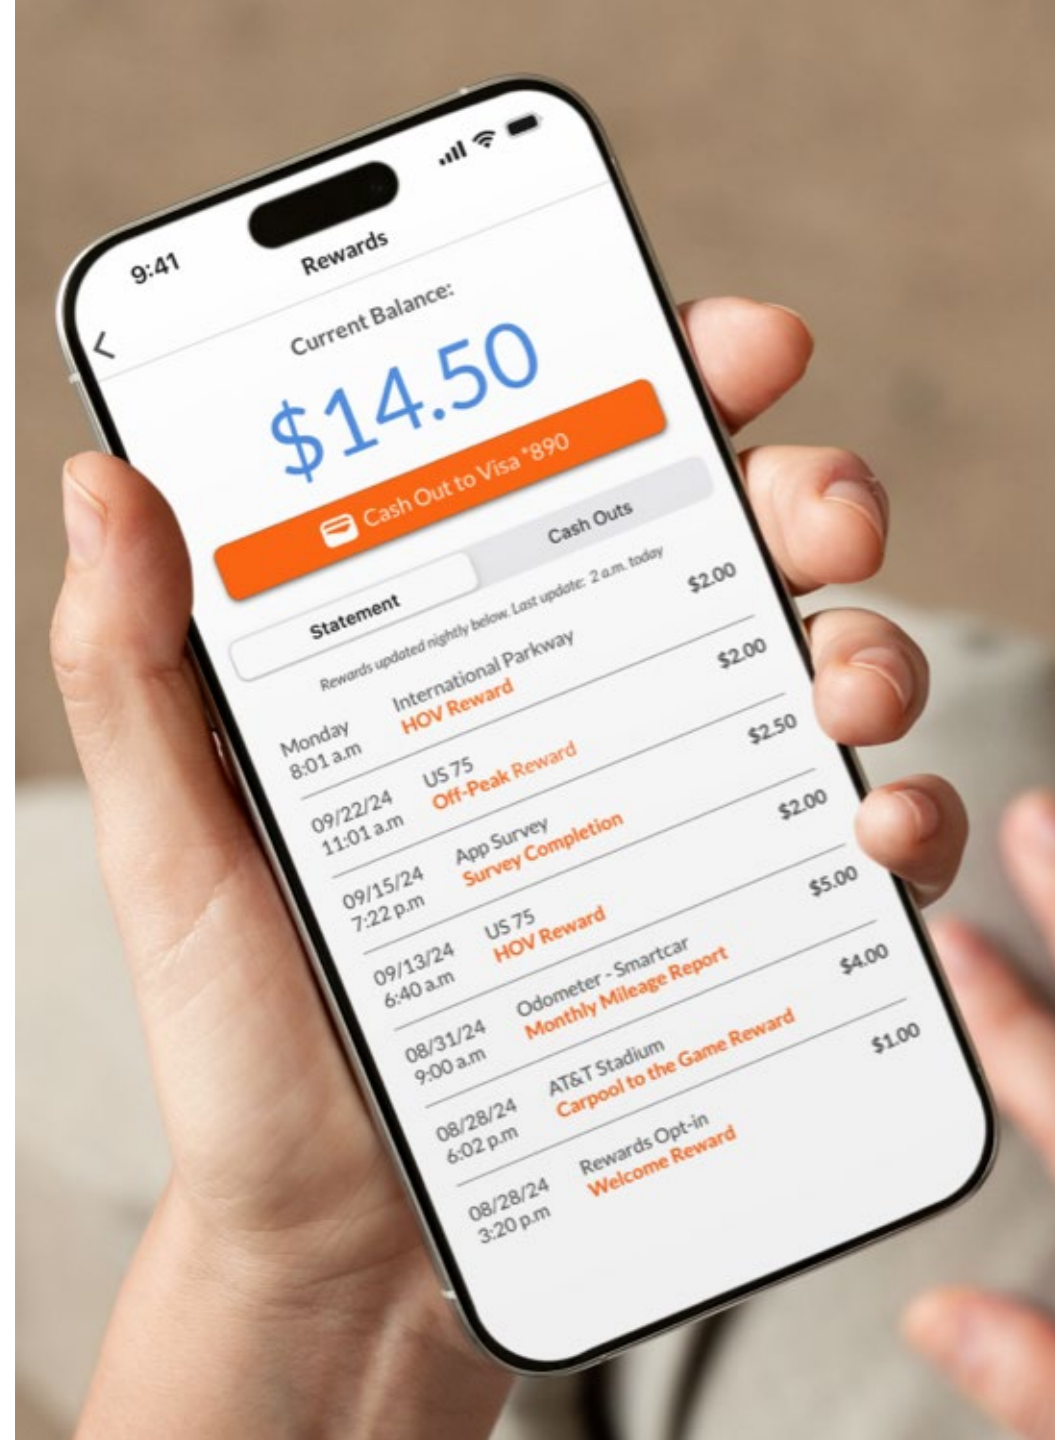 9:41
Rewards
Current Balance:
$14.50
Cash Out to Visa *890
Statement
Cash Outs
Rewards updated nightly below. Last update: 2 a.m. today
Monday
8:01 a.m
International Parkway
HOV Reward
$2.00
09/22/24
11:01 a.m
US 75
Off-Peak Reward
$2.00
09/15/24
7:22 p.m
App Survey
Survey Completion
$2.50
09/13/24
6:40 a.m
US 75
HOV Reward
$2.00
08/31/24
9:00 a.m
Odometer - Smartcar
Monthly Mileage Report
$5.00
08/28/24
6:02 p.m
AT&T Stadium
Carpool to the Game Reward
$4.00
08/28/24
3:20 p.m
Rewards Opt-in
Welcome Reward
$1.00